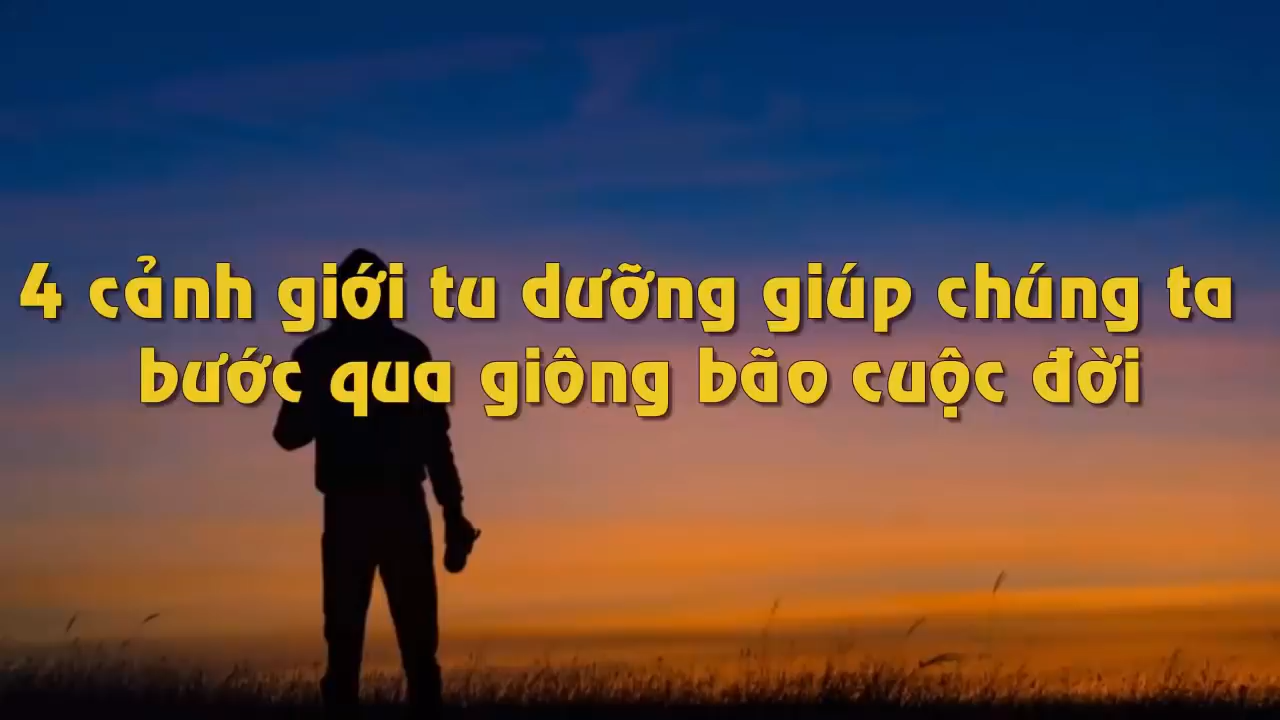 4 cảnh giới tu dưỡng giúp chúng ta
bước qua giông bão cuộc đời